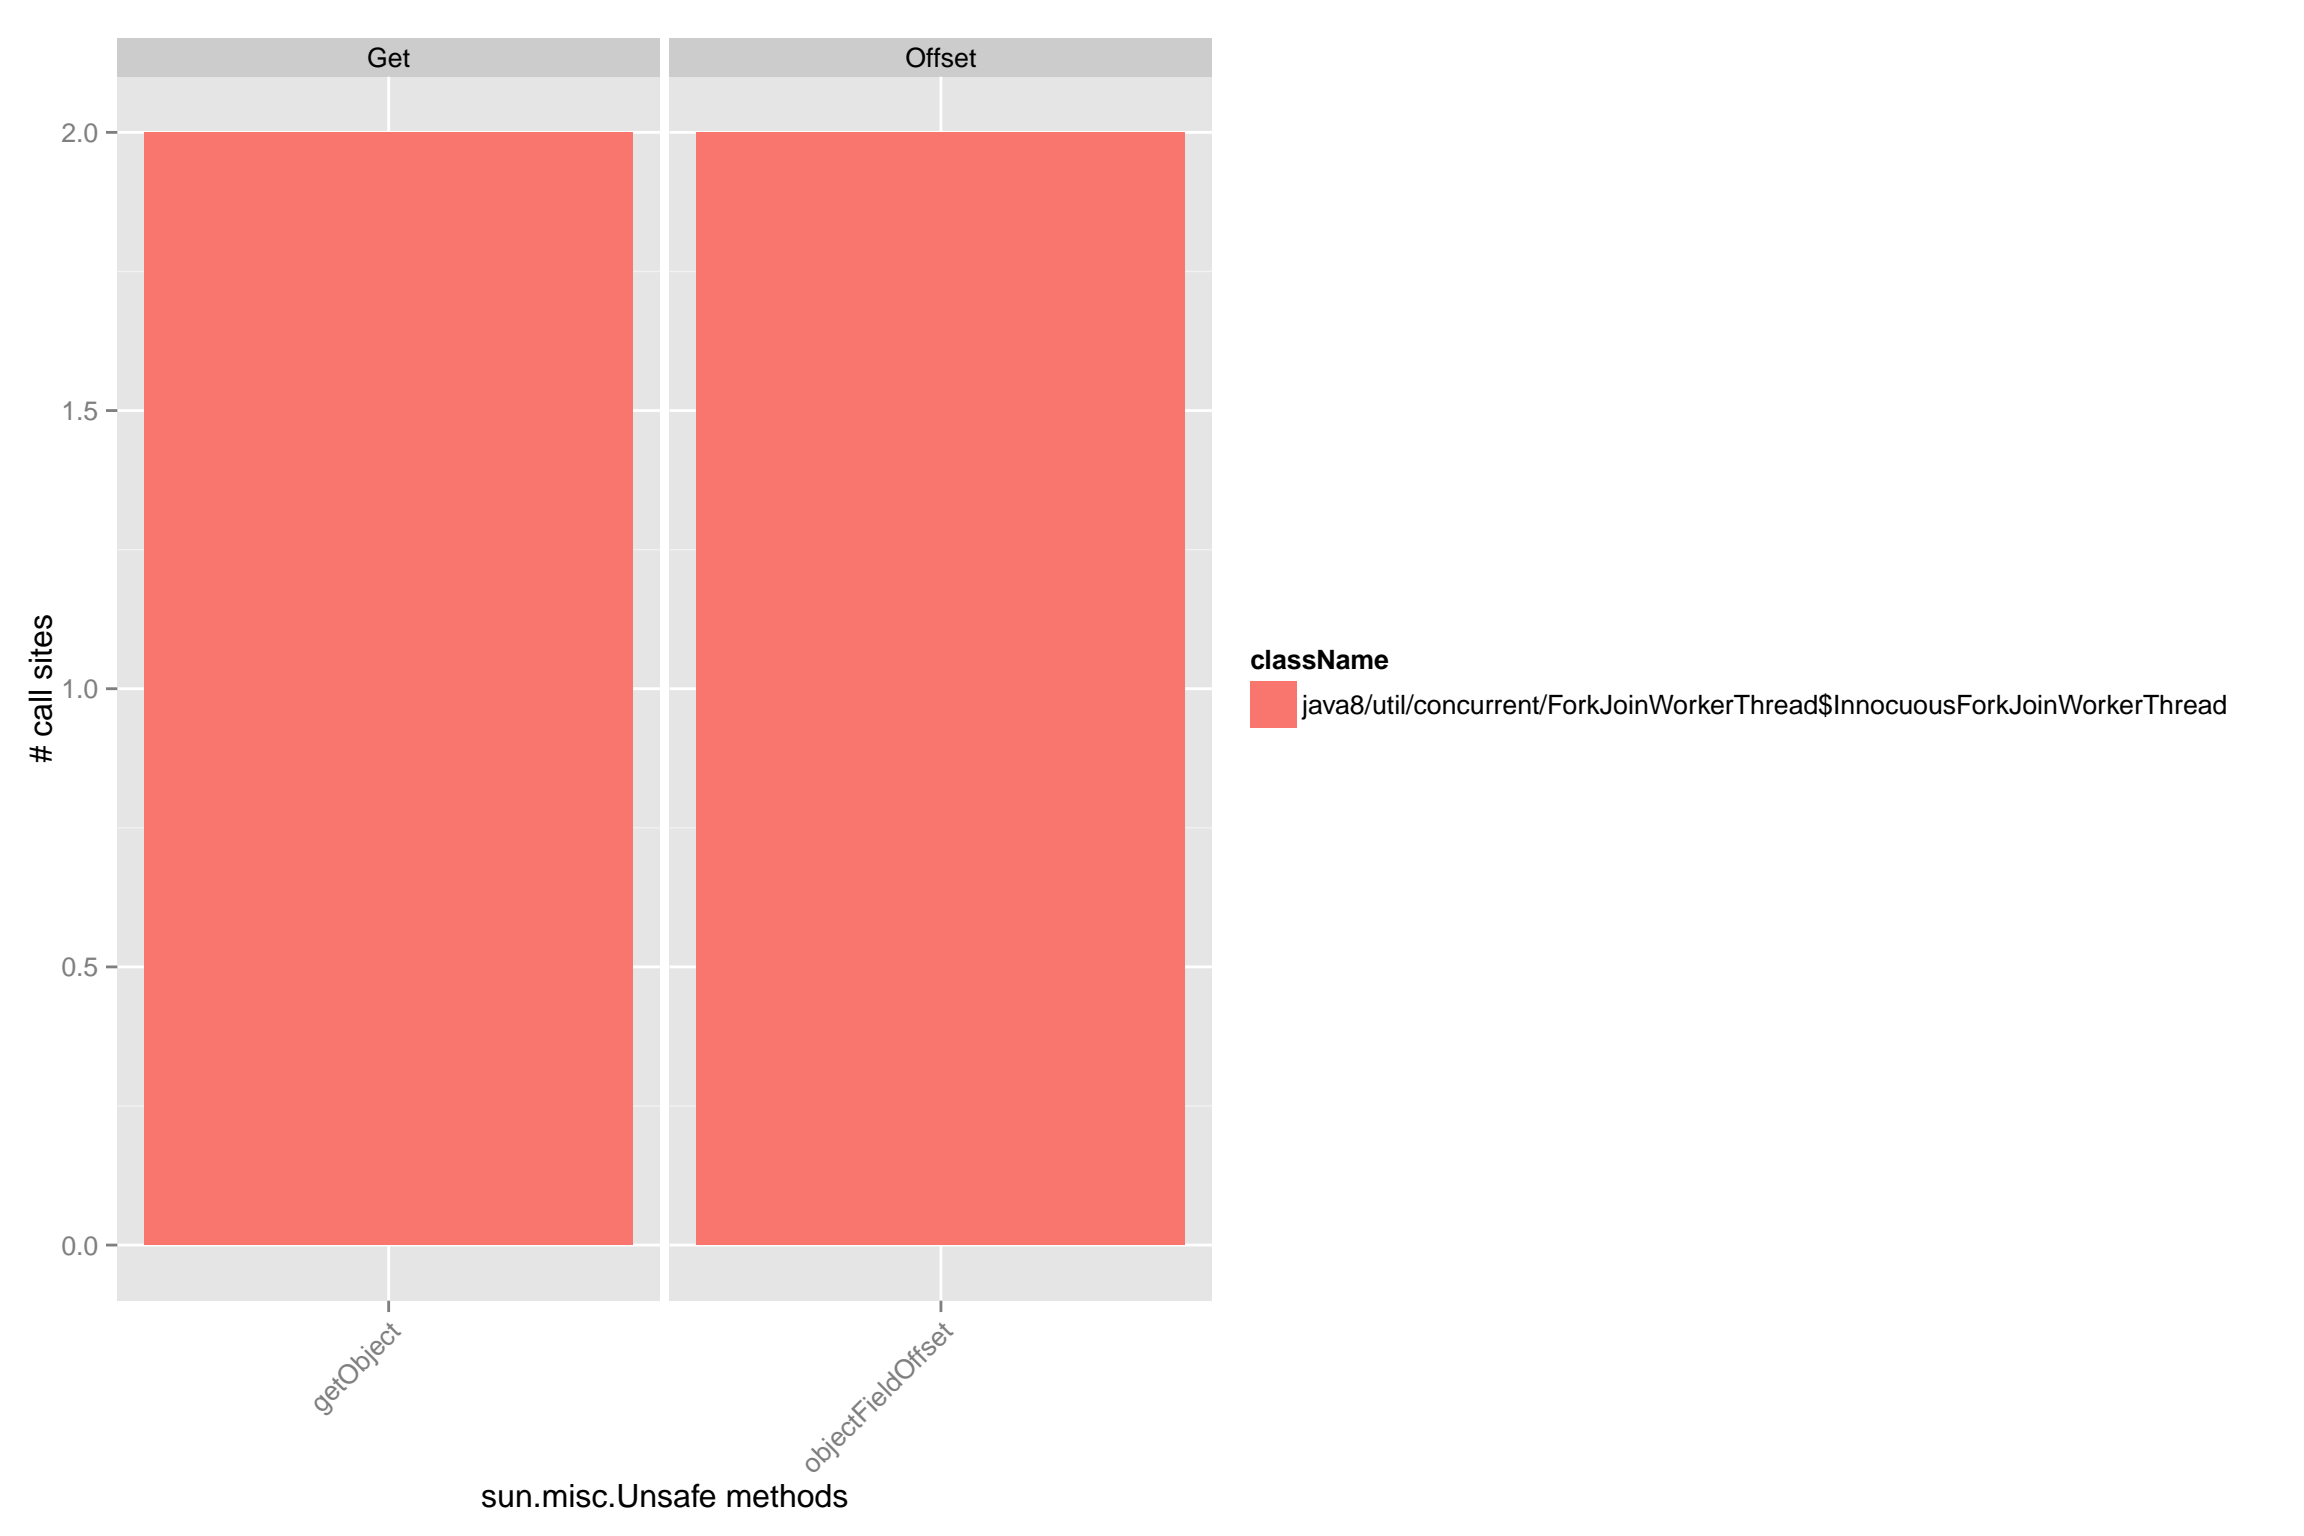 Get
Offset
2.0
1.5
1.0
0.5
0.0
# call sites
getObject
objectFieldOffset
sun.misc.Unsafe methods
className
java8/util/concurrent/ForkJoinWorkerThread$InnocuousForkJoinWorkerThread